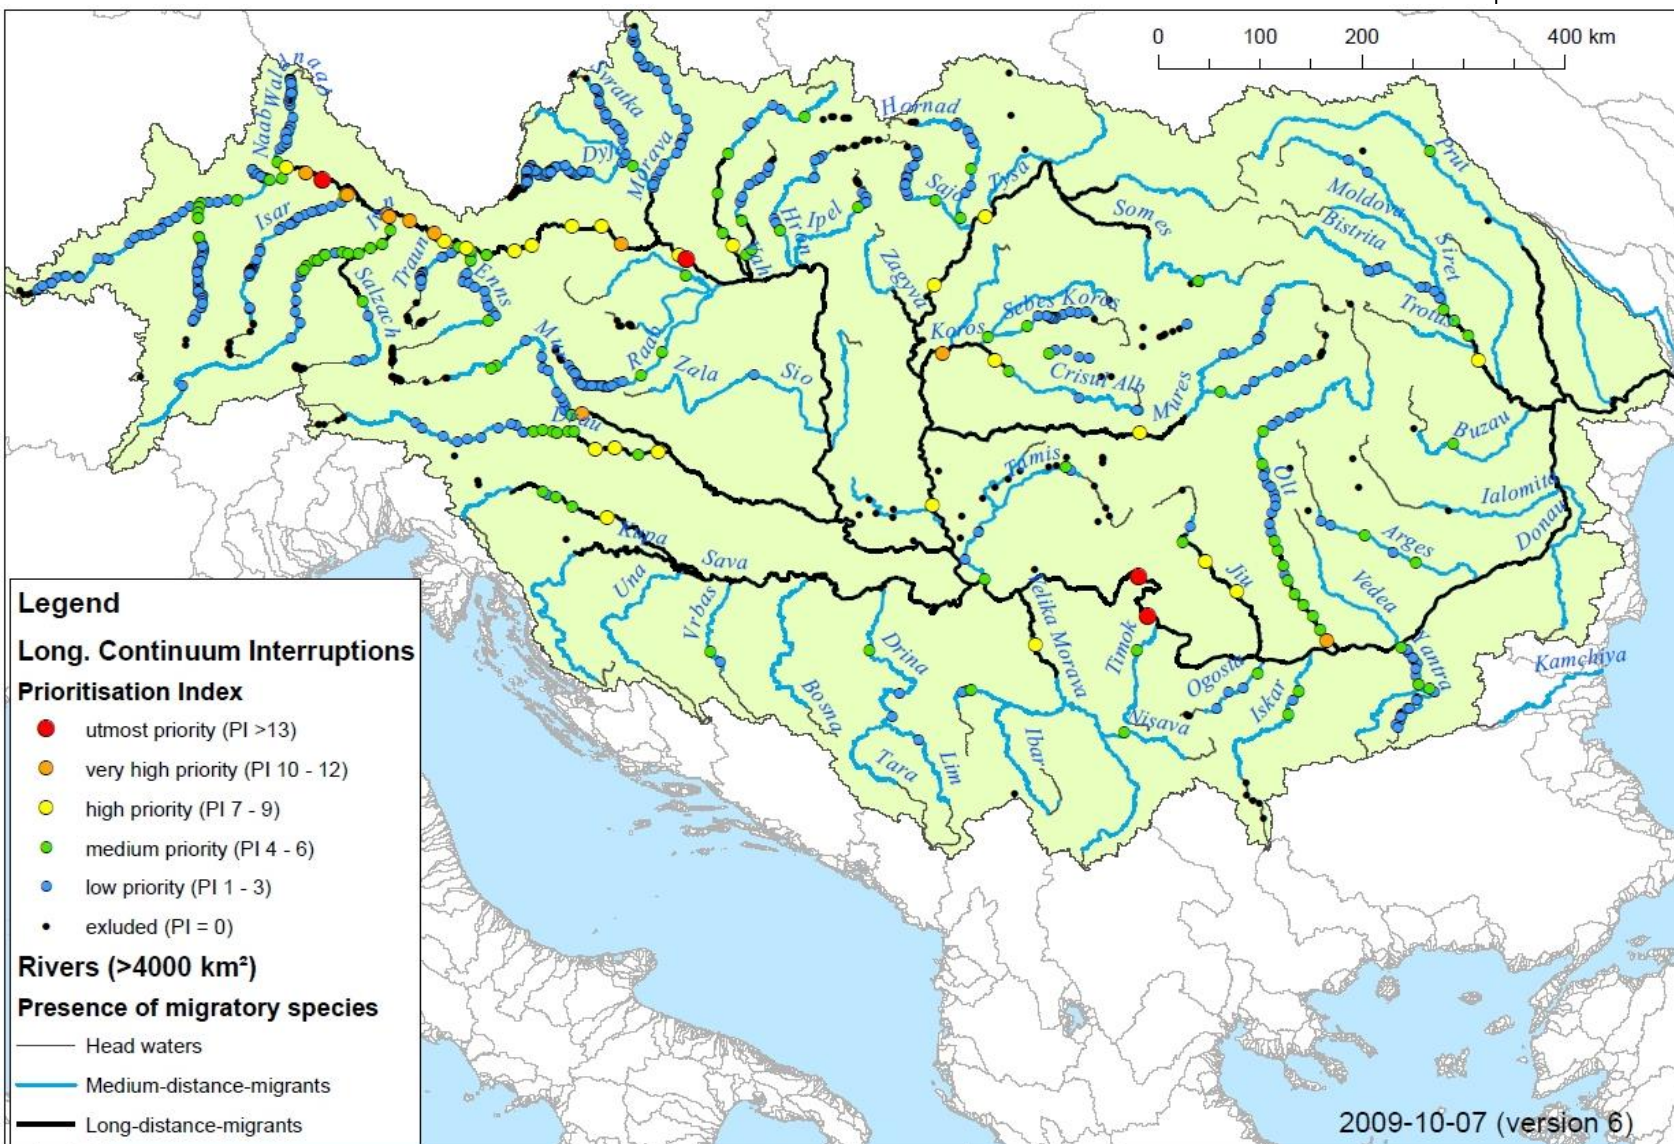 0 100 200 400 km
Naab
Wal
Isar
Inn
Traun
Enns
Salzach
Svratka
Dyje
Morava
Hornad
Tysa
Sajo
Ipel
Hron
Vah
Zagyva
Somes
Prut
Moldova
Bistrita
Siret
Trotus
Sebes Koros
Koros
Crisul Alb
Mures
Mur
Raab
Zala
Sio
Drau
Tamis
Olt
Buzau
Ialomita
Arges
Donau
Kupa
Una
Sava
Vrbas
Bosna
Drina
Tara
Lim
Ibar
Velika Morava
Timok
Nisava
Jiu
Vedea
Ogosta
Iskar
Yantra
Kamchiya
Legend
Long. Continuum Interruptions
Prioritisation Index
utmost priority (PI >13)
very high priority (PI 10 - 12)
high priority (PI 7 - 9)
medium priority (PI 4 - 6)
low priority (PI 1 - 3)
exluded (PI = 0)
Rivers (>4000 km²)
Presence of migratory species
Head waters
Medium-distance-migrants
Long-distance-migrants
2009-10-07 (version 6)